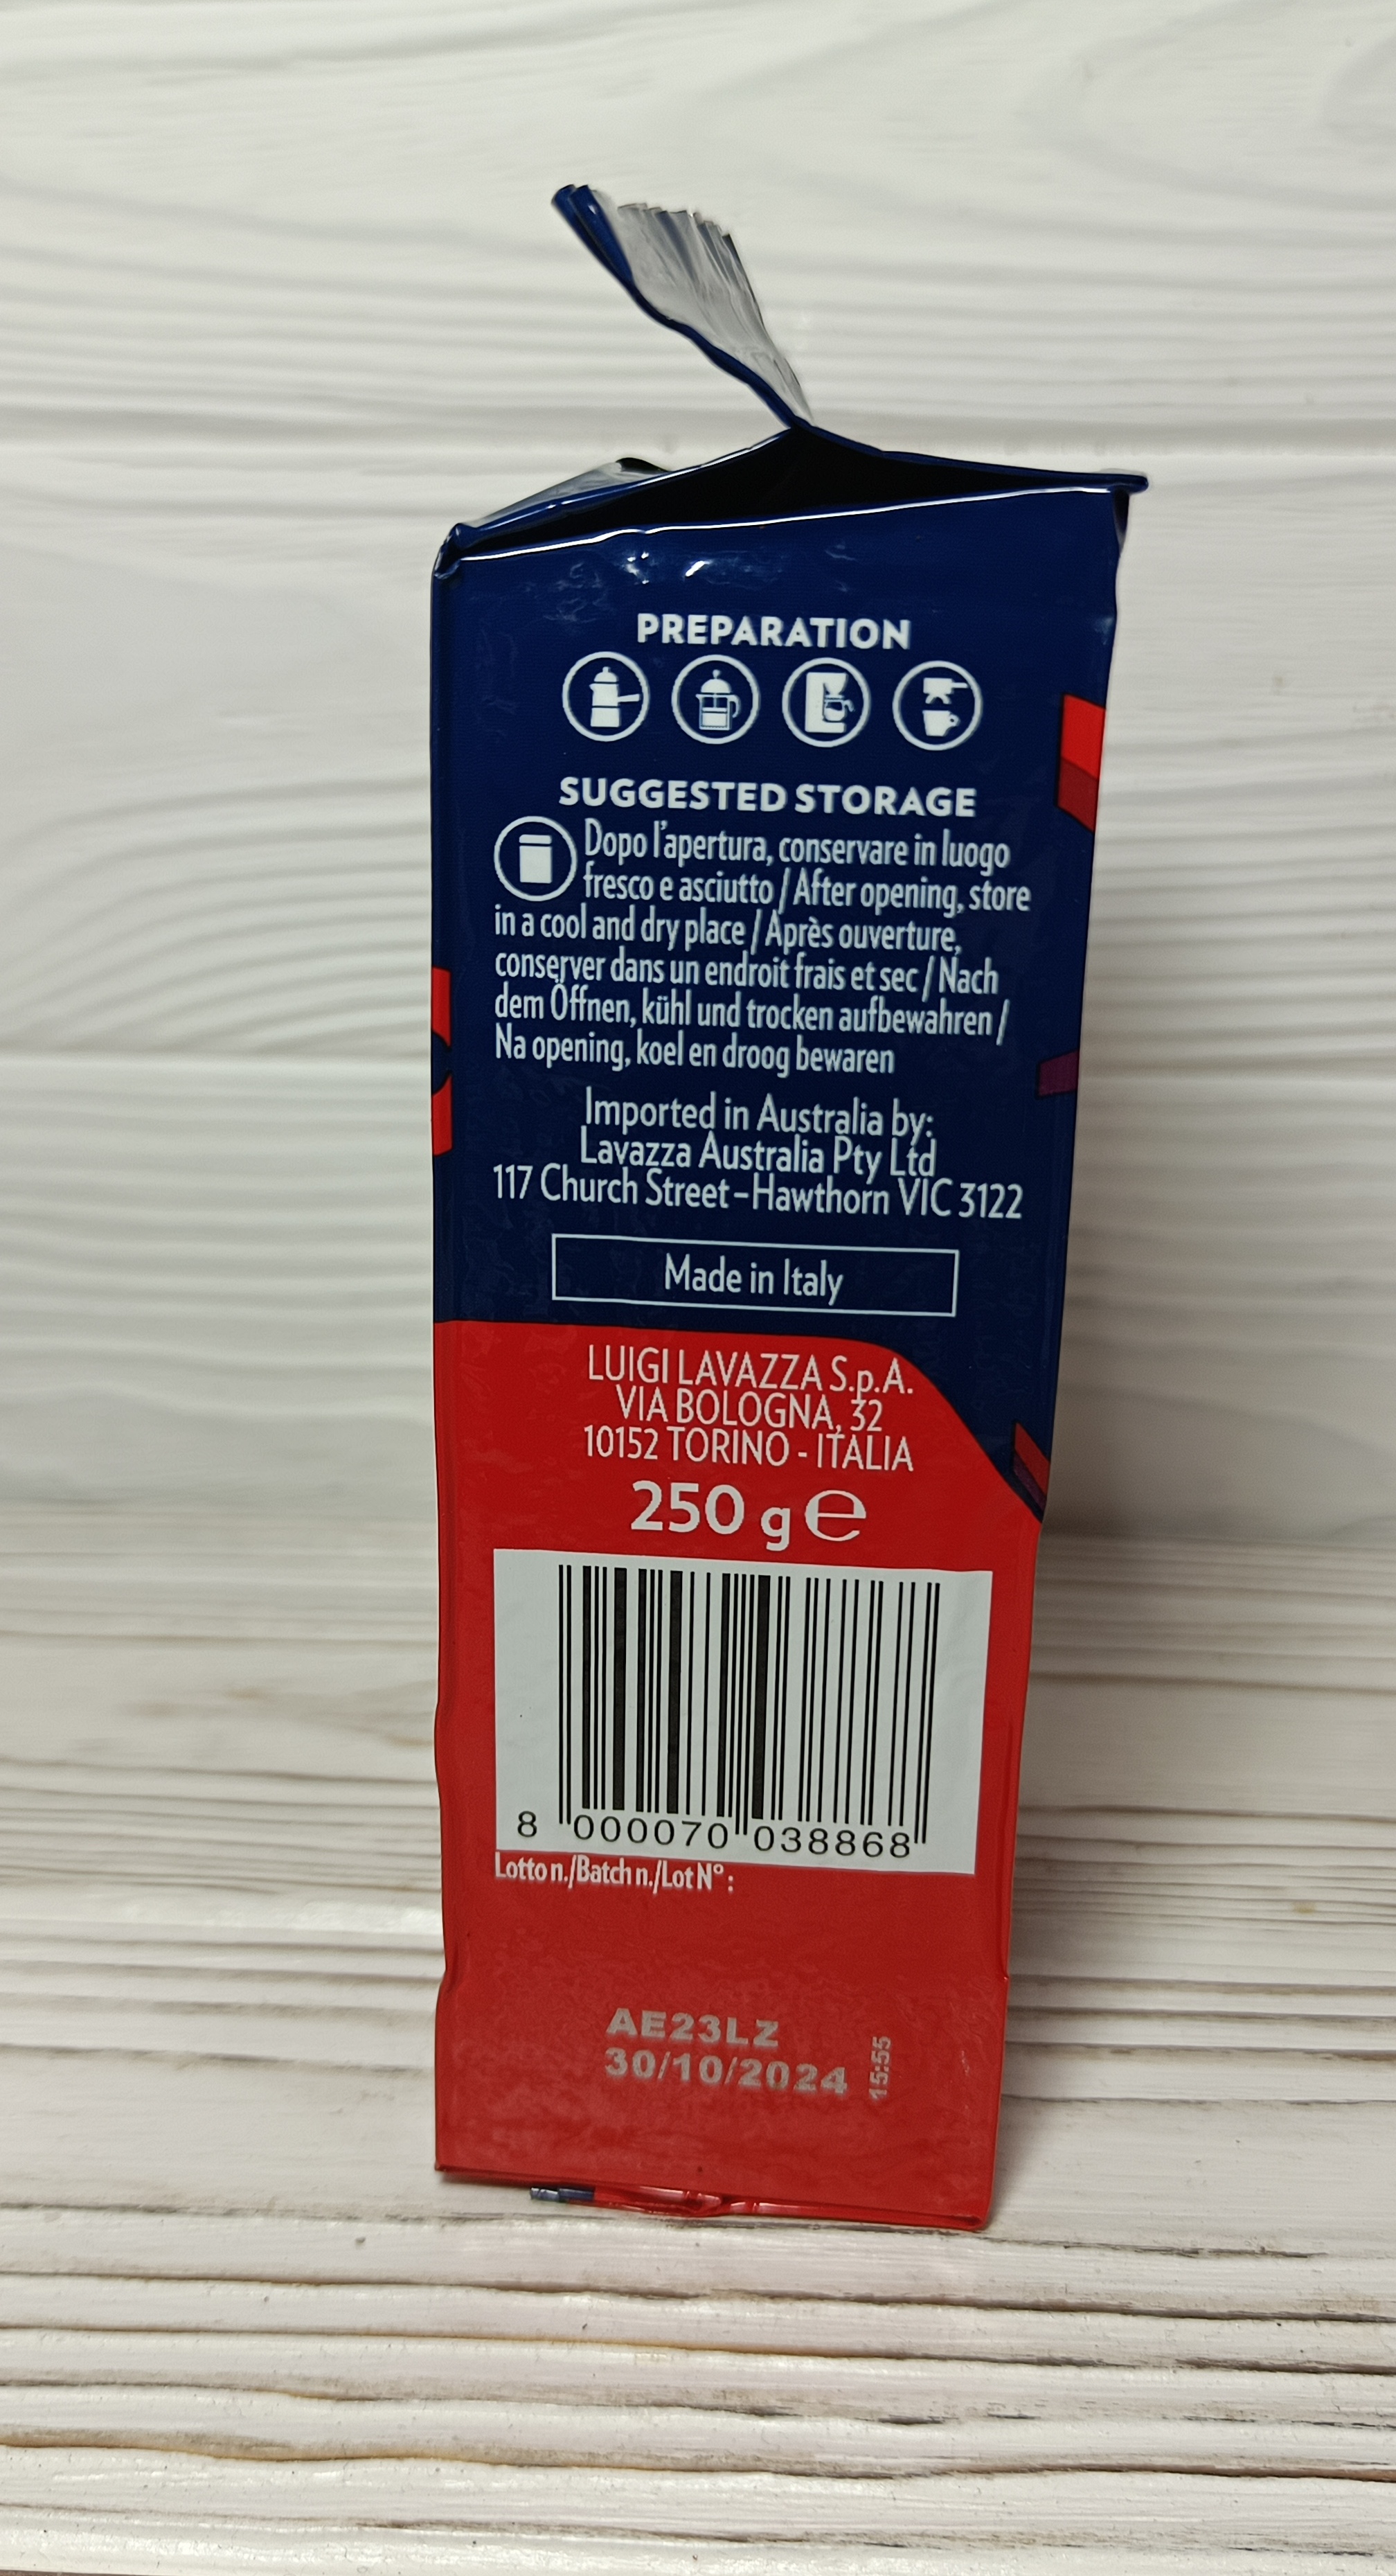 PREPARATION
SUGGESTED STORAGE
Dopo l'apertura, conservare in luogo
fresco e asciutto / After opening, store
in a cool and dry place / Après ouverture,
conserver dans un endroit frais et sec / Nach
dem Öffnen, kühl und trocken aufbewahren /
Na opening, koel en droog bewaren
Imported in Australia by:
Lavazza Australia Pty Ltd
117 Church Street – Hawthorn VIC 3122
Made in Italy
LUIGI LAVAZZA S.p.A.
VIA BOLOGNA, 32
10152 TORINO - ITALIA
250 g ℮
8 000070 038868
Lotto n./Batch n./Lot N° :
AE23LZ
30/10/2024
15:55